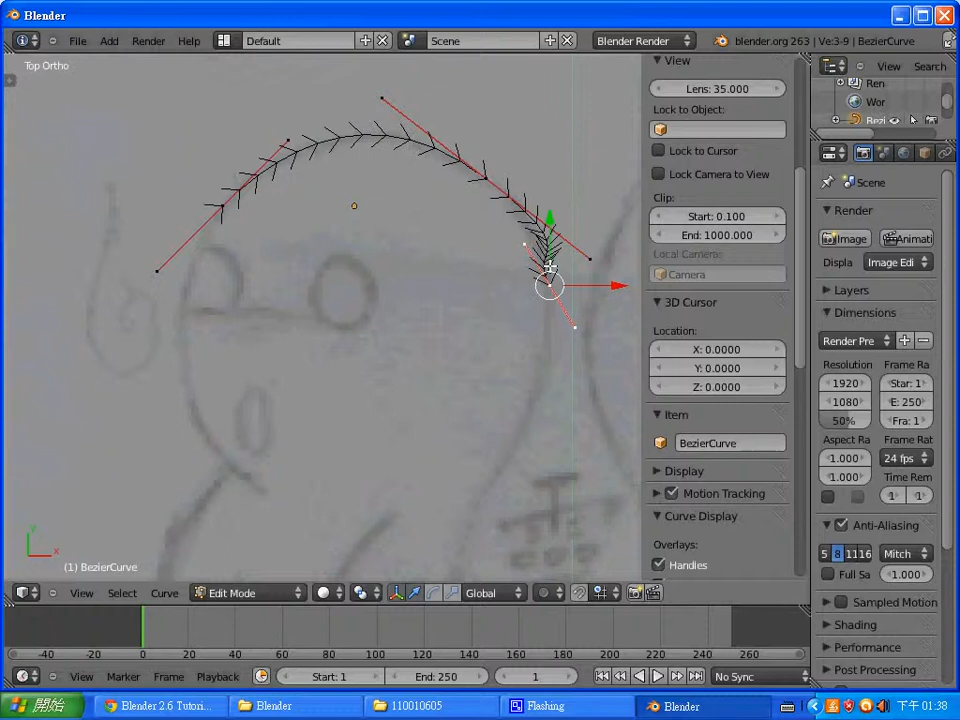 Blender
File Add Render Help Default Scene Blender Render blender.org 263 | Ve:3-9 | BezierCurve
Top Ortho
View
Lens: 35.000
Lock to Object:
Lock to Cursor
Lock Camera to View
Clip:
Start: 0.100
End: 1000.000
Local Camera:
Camera
3D Cursor
Location:
X: 0.0000
Y: 0.0000
Z: 0.0000
Item
BezierCurve
Display
Motion Tracking
Curve Display
Overlays:
Handles
View Search
Ren
Wor
Bezi
Scene
Render
Image Animati
Displa Image Edi
Layers
Dimensions
Render Pre
Resolution Frame Ra
1920 Start: 1
1080 E: 250
50% Fra: 1
Aspect Ra Frame Rat
1.000 24 fps
1.000 Time Rem
1 1
Anti-Aliasing
5 8 11 16 Mitch
Full Sa 1.000
Sampled Motion
Shading
Performance
Post Processing
Y
X
(1) BezierCurve
View Select Curve Edit Mode Global
-40 -20 0 20 40 60 80 100 120 140 160 180 200 220 240 260
View Marker Frame Playback Start: 1 End: 250 1 No Sync
開始 Blender 2.6 Tutori... Blender 110010605 Flashing Blender 下午 01:38